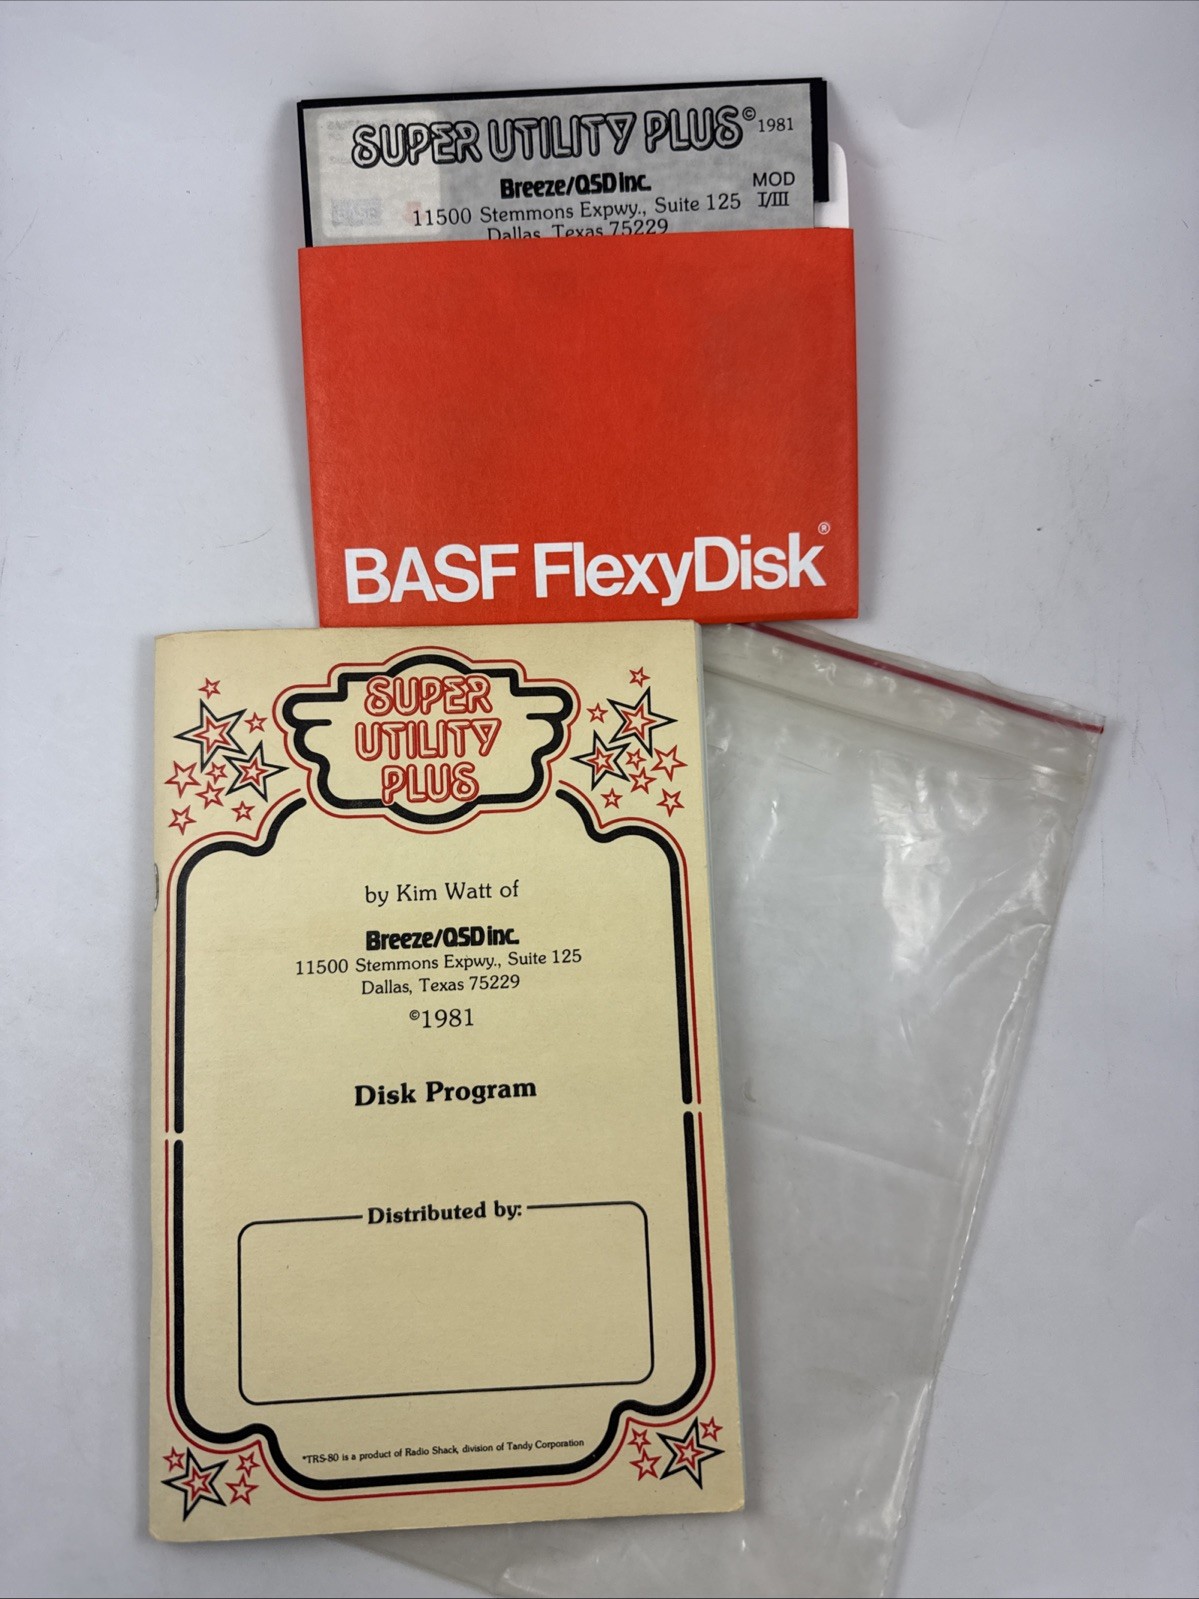 SUPER UTILITY PLUS © 1981
Breeze/QSD inc.
MOD
11500 Stemmons Expwy., Suite 125
I/III
Dallas, Texas 75229
BASF FlexyDisk®
SUPER
UTILITY
PLUS
by Kim Watt of
Breeze/QSD inc.
11500 Stemmons Expwy., Suite 125
Dallas, Texas 75229
©1981
Disk Program
Distributed by:
*TRS-80 is a product of Radio Shack, division of Tandy Corporation